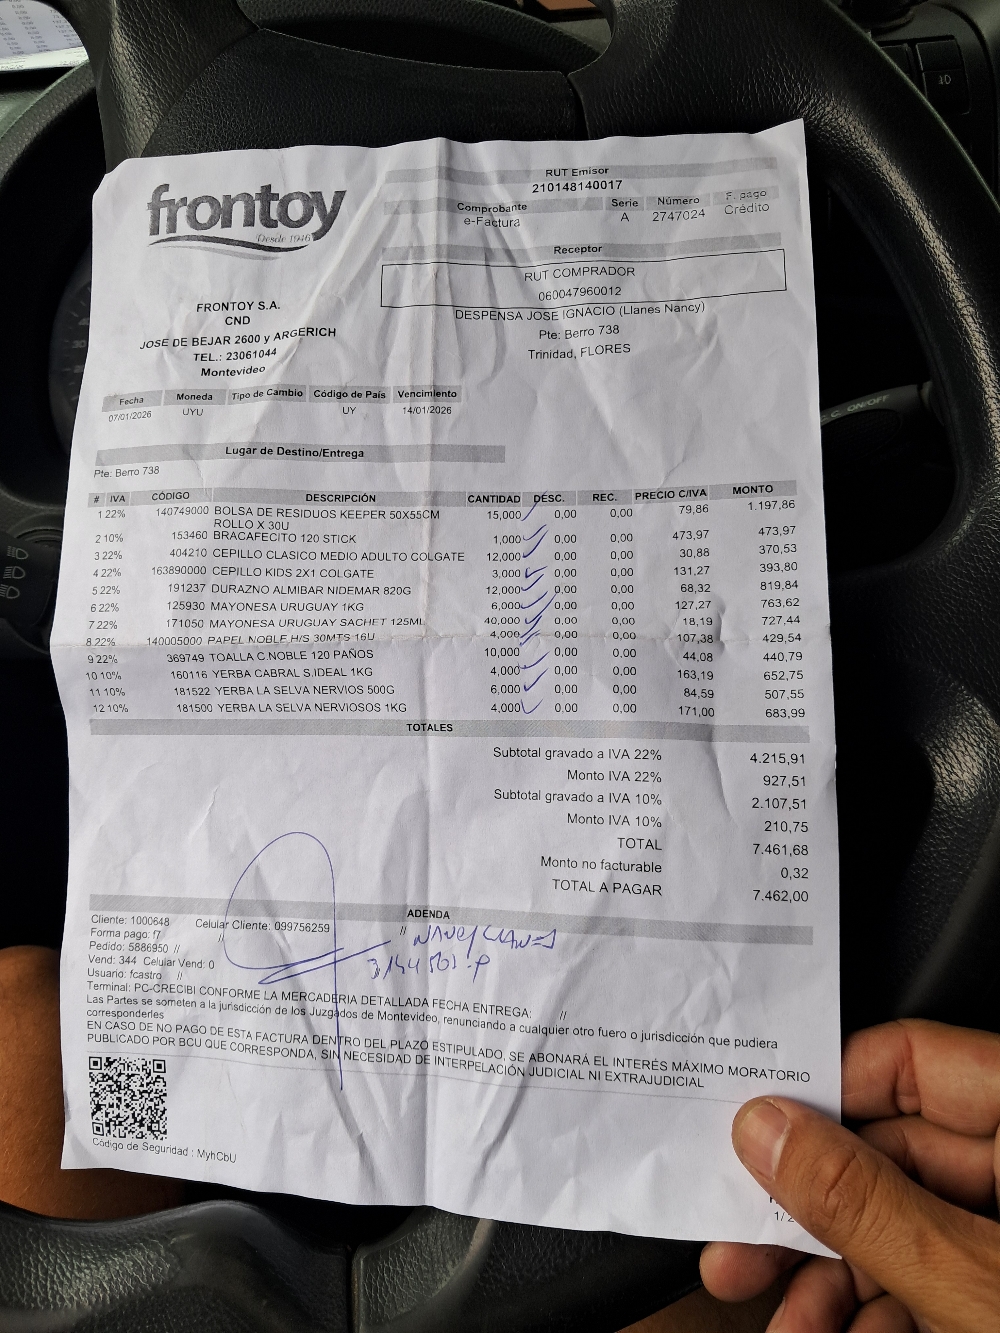 frontoy
Desde 1946
RUT Emisor
210148140017
Comprobante Serie Número F. pago
e-Factura A 2747024 Crédito
Receptor
RUT COMPRADOR
060047960012
DESPENSA JOSE IGNACIO (Llanes Nancy)
Pte: Berro 738
Trinidad, FLORES
FRONTOY S.A.
CND
JOSE DE BEJAR 2600 y ARGERICH
TEL.: 23061044
Montevideo
Fecha Moneda Tipo de Cambio Código de País Vencimiento
07/01/2026 UYU UY 14/01/2026
Lugar de Destino/Entrega
Pte: Berro 738
# IVA CÓDIGO DESCRIPCIÓN CANTIDAD DESC. REC. PRECIO C/IVA MONTO
1 22% 140749000 BOLSA DE RESIDUOS KEEPER 50X55CM 15,000 0,00 0,00 79,86 1.197,86
ROLLO X 30U
2 10% 153460 BRACAFECITO 120 STICK 1,000 0,00 0,00 473,97 473,97
3 22% 404210 CEPILLO CLASICO MEDIO ADULTO COLGATE 12,000 0,00 0,00 30,88 370,53
4 22% 163890000 CEPILLO KIDS 2X1 COLGATE 3,000 0,00 0,00 131,27 393,80
5 22% 191237 DURAZNO ALMIBAR NIDEMAR 820G 12,000 0,00 0,00 68,32 819,84
6 22% 125930 MAYONESA URUGUAY 1KG 6,000 0,00 0,00 127,27 763,62
7 22% 171050 MAYONESA URUGUAY SACHET 125ML 40,000 0,00 0,00 18,19 727,44
8 22% 140005000 PAPEL NOBLE H/S 30MTS 16U 4,000 0,00 0,00 107,38 429,54
9 22% 369749 TOALLA C.NOBLE 120 PAÑOS 10,000 0,00 0,00 44,08 440,79
10 10% 160116 YERBA CABRAL S.IDEAL 1KG 4,000 0,00 0,00 163,19 652,75
11 10% 181522 YERBA LA SELVA NERVIOS 500G 6,000 0,00 0,00 84,59 507,55
12 10% 181500 YERBA LA SELVA NERVIOSOS 1KG 4,000 0,00 0,00 171,00 683,99
TOTALES
Subtotal gravado a IVA 22% 4.215,91
Monto IVA 22% 927,51
Subtotal gravado a IVA 10% 2.107,51
Monto IVA 10% 210,75
TOTAL 7.461,68
Monto no facturable 0,32
TOTAL A PAGAR 7.462,00
ADENDA
Cliente: 1000648 Celular Cliente: 099756259 //
Forma pago: f7 //
Pedido: 5886950 //
Vend: 344 Celular Vend: 0
Usuario: fcastro //
Terminal: PC-CRECIBI CONFORME LA MERCADERIA DETALLADA FECHA ENTREGA: //
Las Partes se someten a la jurisdicción de los Juzgados de Montevideo, renunciando a cualquier otro fuero o jurisdicción que pudiera
corresponderles
EN CASO DE NO PAGO DE ESTA FACTURA DENTRO DEL PLAZO ESTIPULADO, SE ABONARÁ EL INTERÉS MÁXIMO MORATORIO
PUBLICADO POR BCU QUE CORRESPONDA, SIN NECESIDAD DE INTERPELACIÓN JUDICIAL NI EXTRAJUDICIAL
Código de Seguridad : MyhCbU
1/2
C. ON/OFF